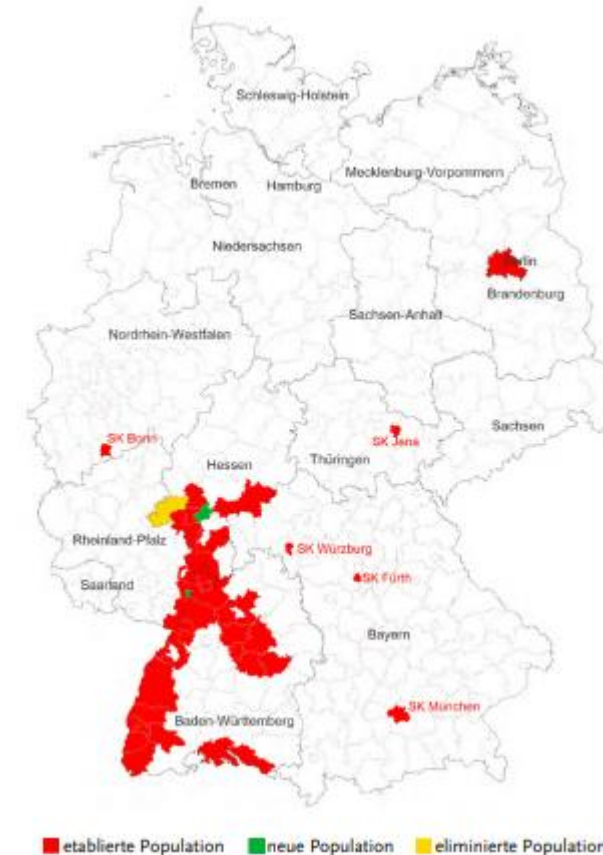 Schleswig-Holstein
Mecklenburg-Vorpommern
Bremen
Hamburg
Niedersachsen
Berlin
Brandenburg
Sachsen-Anhalt
Nordrhein-Westfalen
Sachsen
SK Bonn
SK Jena
Hessen
Thüringen
Rheinland-Pfalz
SK Würzburg
SK Fürth
Saarland
Bayern
SK München
Baden-Württemberg
etablierte Population neue Population eliminierte Population